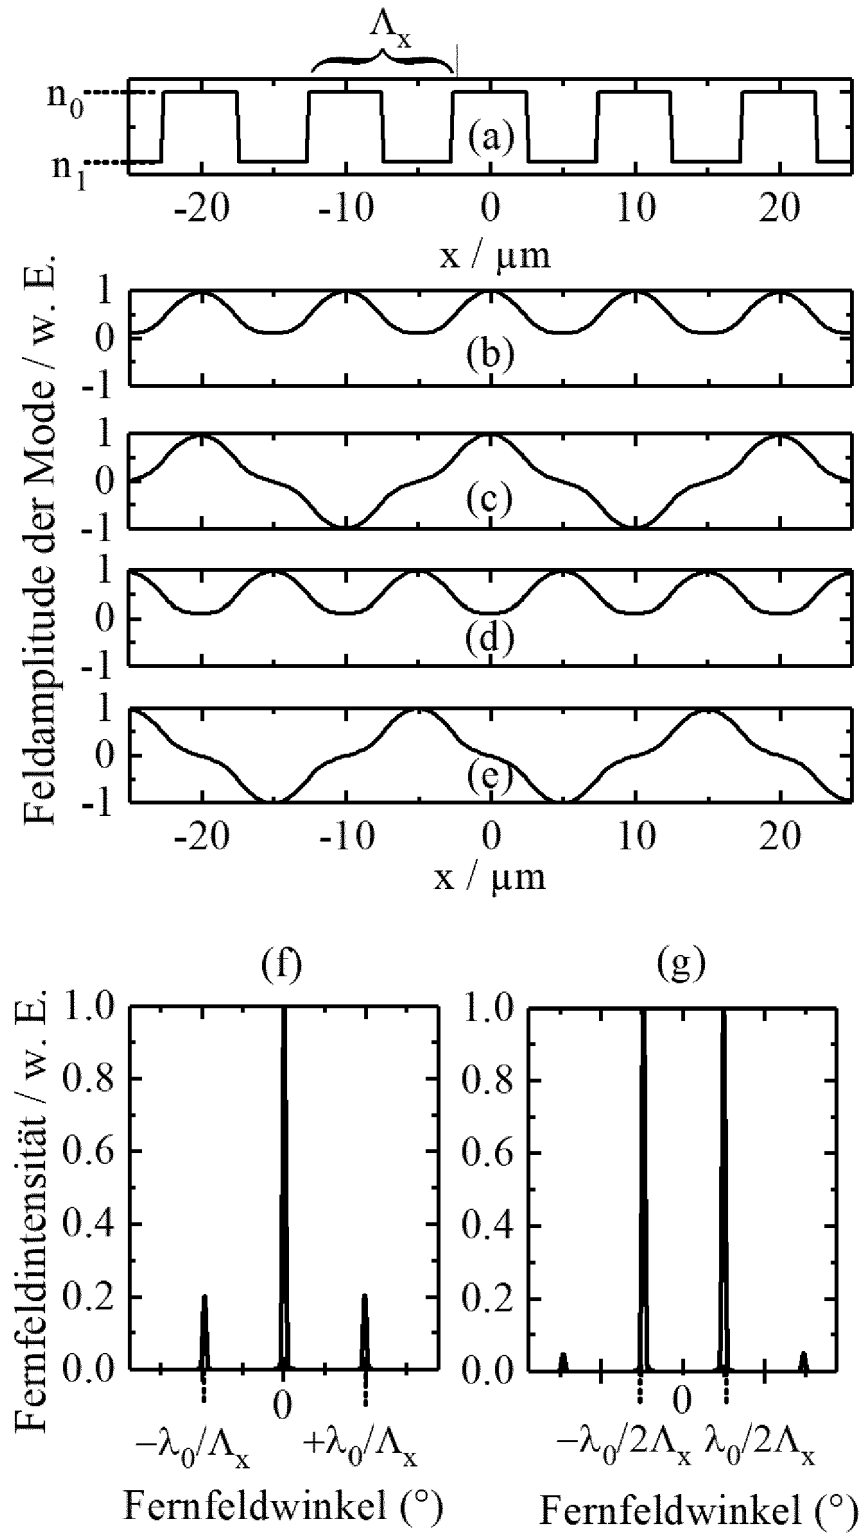 Λx
n0
n1
(a)
-20 -10 0 10 20
x / µm
Feldamplitude der Mode / w. E.
1
0
-1
(b)
1
0
-1
(c)
1
0
-1
(d)
1
0
-1
(e)
-20 -10 0 10 20
x / µm
(f)
Fernfeldintensität / w. E.
1.0
0.8
0.6
0.4
0.2
0.0
0
−λ0/Λx +λ0/Λx
Fernfeldwinkel (°)
(g)
1.0
0.8
0.6
0.4
0.2
0.0
0
−λ0/2Λx λ0/2Λx
Fernfeldwinkel (°)